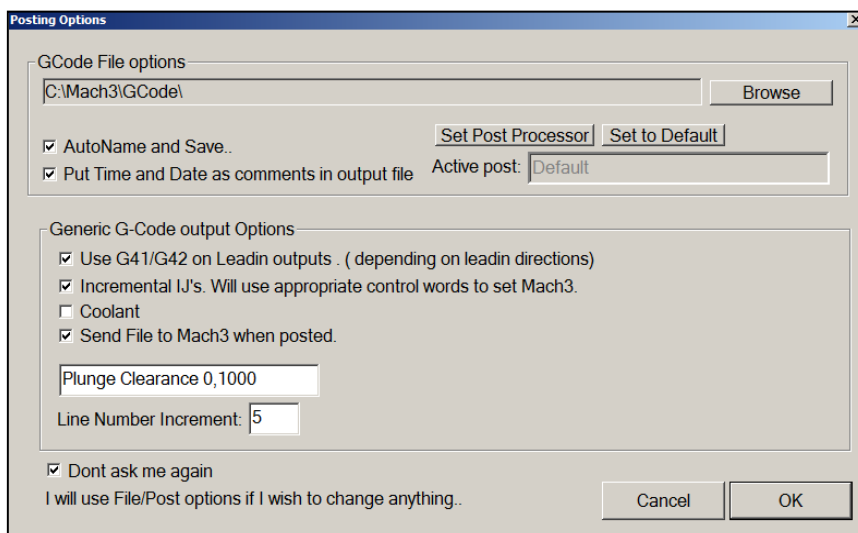 Posting Options
GCode File options
C:\Mach3\GCode\
Browse
AutoName and Save..
Set Post Processor Set to Default
Put Time and Date as comments in output file
Active post: Default
Generic G-Code output Options
Use G41/G42 on Leadin outputs . ( depending on leadin directions)
Incremental IJ's. Will use appropriate control words to set Mach3.
Coolant
Send File to Mach3 when posted.
Plunge Clearance 0,1000
Line Number Increment: 5
Dont ask me again
I will use File/Post options if I wish to change anything..
Cancel OK